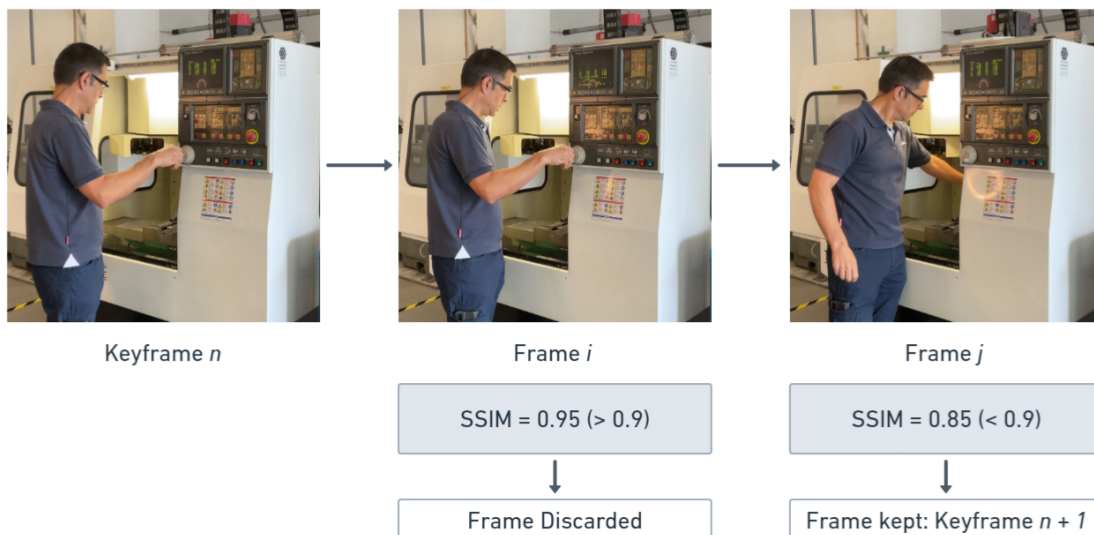 Keyframe n
Frame i
Frame j
SSIM = 0.95 (> 0.9)
SSIM = 0.85 (< 0.9)
Frame Discarded
Frame kept: Keyframe n + 1